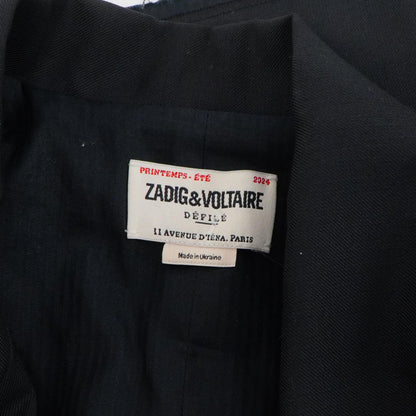 PRINTEMPS - ÉTÉ 2024
ZADIG&VOLTAIRE
DÉFILÉ
11 AVENUE D'IÉNA, PARIS
Made in Ukraine